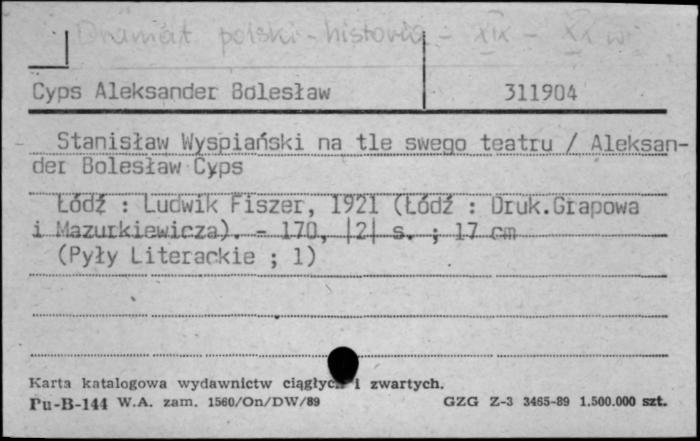 Dramat polski - historia - XIX - XX w.
Cyps Aleksander Bolesław 311904
Stanisław Wyspiański na tle swego teatru / Aleksan-
der Bolesław Cyps
Łódź : Ludwik Fiszer, 1921 (Łódź : Druk.Grapowa
i Mazurkiewicza). - 170, |2| s. ; 17 cm
(Pyły Literackie ; 1)
Karta katalogowa wydawnictw ciągłych i zwartych.
Pu-B-144 W.A. zam. 1560/On/DW/89 GZG Z-3 3465-89 1.500.000 szt.